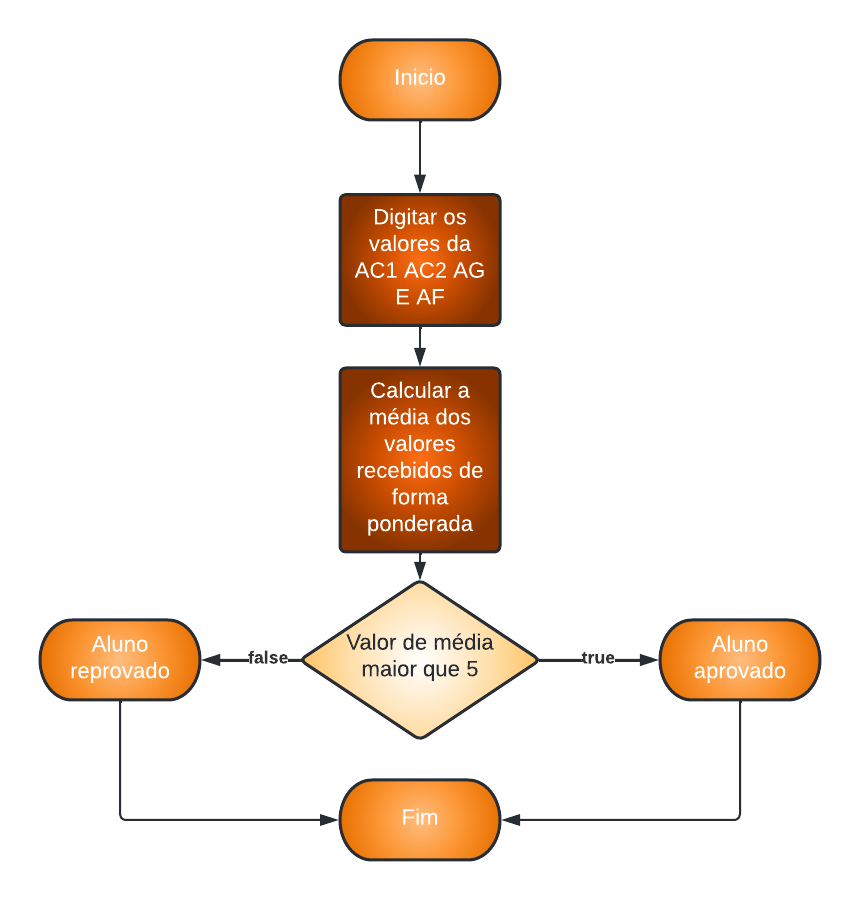 Inicio
Digitar os
valores da
AC1 AC2 AG
E AF
Calcular a
média dos
valores
recebidos de
forma
ponderada
Valor de média
maior que 5
false
true
Aluno
reprovado
Aluno
aprovado
Fim